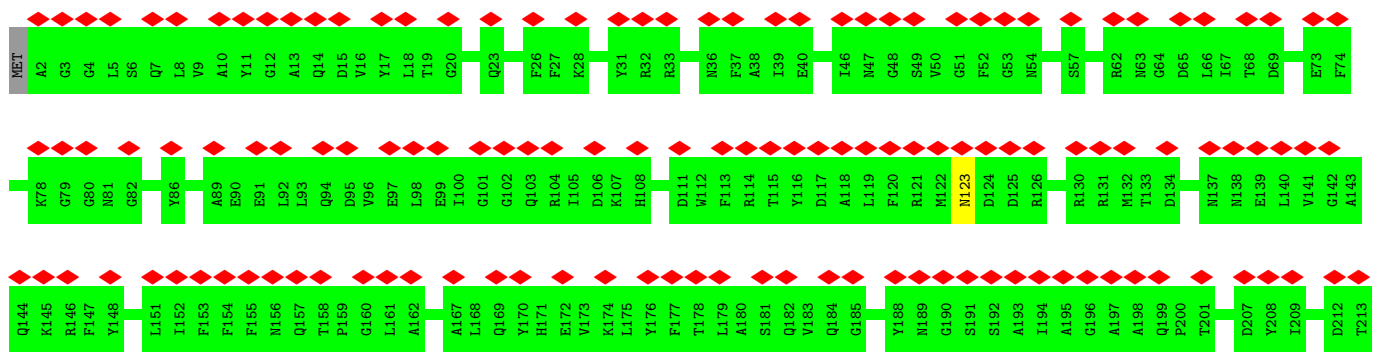 MET A2 G3 G4 L5 S6 Q7 L8 V9 A10 Y11 G12 A13 Q14 D15 V16 Y17 L18 T19 G20 Q23 F26 F27 K28 Y31 R32 R33 N36 F37 A38 I39 E40 I46 N47 G48 S49 V50 G51 F52 G53 N54 S57 R62 N63 G64 D65 L66 I67 T68 D69 E73 F74
K78 G79 G80 N81 G82 Y86 A89 E90 E91 L92 L93 Q94 D95 V96 E97 L98 E99 I100 G101 G102 Q103 R104 I105 D106 K107 H108 D111 W112 F113 R114 T115 Y116 D117 A118 L119 F120 R121 M122 N123 D124 D125 R126 R130 R131 M132 T133 D134 N137 N138 E139 L140 V141 G142 A143
Q144 K145 R146 F147 Y148 L151 I152 F153 F154 F155 N156 Q157 T158 P159 G160 L161 A162 A167 L168 Q169 Y170 H171 E172 V173 K174 L175 Y176 F177 T178 L179 A180 S181 Q182 V183 Q184 G185 Y188 N189 G190 S191 S192 A193 I194 A195 G196 A197 A198 Q199 P200 T201 D207 Y208 I209 D212 T213